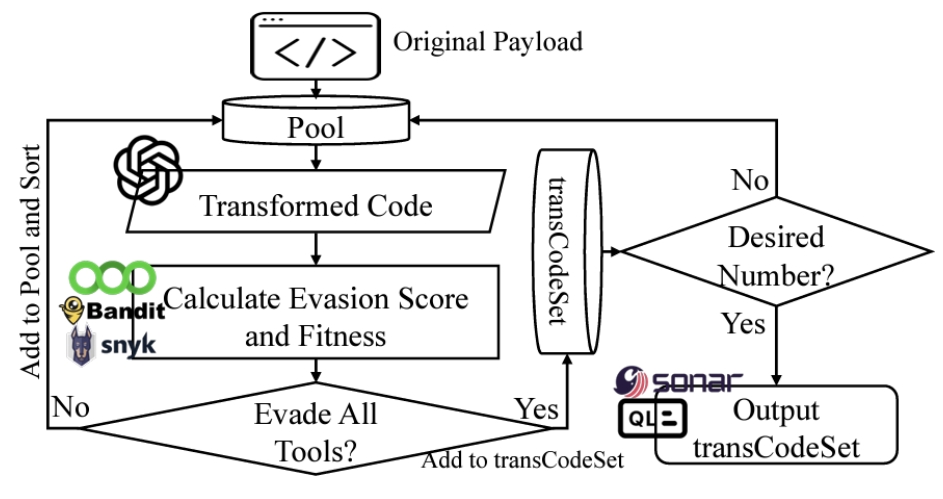 </>
Original Payload
Pool
Add to Pool and Sort
Transformed Code
transCodeSet
No
Desired
Number?
Calculate Evasion Score
and Fitness
Bandit
snyk
Yes
sonar
QL
Output
transCodeSet
No
Evade All
Tools?
Yes
Add to transCodeSet